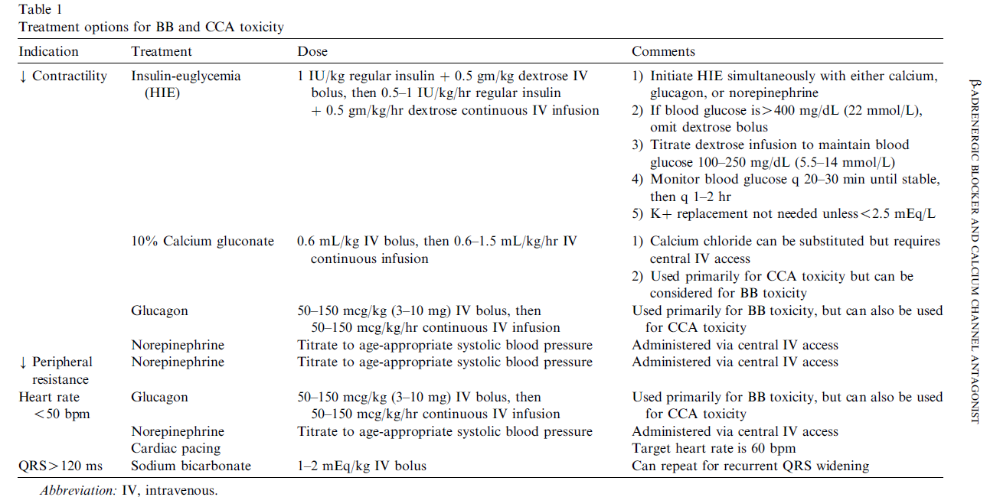 Table 1
Treatment options for BB and CCA toxicity
Indication Treatment Dose Comments
↓ Contractility Insulin-euglycemia 1 IU/kg regular insulin + 0.5 gm/kg dextrose IV 1) Initiate HIE simultaneously with either calcium,
(HIE) bolus, then 0.5–1 IU/kg/hr regular insulin glucagon, or norepinephrine
+ 0.5 gm/kg/hr dextrose continuous IV infusion 2) If blood glucose is>400 mg/dL (22 mmol/L),
omit dextrose bolus
3) Titrate dextrose infusion to maintain blood
glucose 100–250 mg/dL (5.5–14 mmol/L)
4) Monitor blood glucose q 20–30 min until stable,
then q 1–2 hr
5) K+ replacement not needed unless<2.5 mEq/L
10% Calcium gluconate 0.6 mL/kg IV bolus, then 0.6–1.5 mL/kg/hr IV 1) Calcium chloride can be substituted but requires
continuous infusion central IV access
2) Used primarily for CCA toxicity but can be
considered for BB toxicity
Glucagon 50–150 mcg/kg (3–10 mg) IV bolus, then Used primarily for BB toxicity, but can also be used
50–150 mcg/kg/hr continuous IV infusion for CCA toxicity
Norepinephrine Titrate to age-appropriate systolic blood pressure Administered via central IV access
↓ Peripheral Norepinephrine Titrate to age-appropriate systolic blood pressure Administered via central IV access
resistance
Heart rate Glucagon 50–150 mcg/kg (3–10 mg) IV bolus, then Used primarily for BB toxicity, but can also be used
<50 bpm 50–150 mcg/kg/hr continuous IV infusion for CCA toxicity
Norepinephrine Titrate to age-appropriate systolic blood pressure Administered via central IV access
Cardiac pacing Target heart rate is 60 bpm
QRS>120 ms Sodium bicarbonate 1–2 mEq/kg IV bolus Can repeat for recurrent QRS widening
Abbreviation: IV, intravenous.
β-ADRENERGIC BLOCKER AND CALCIUM CHANNEL ANTAGONIST